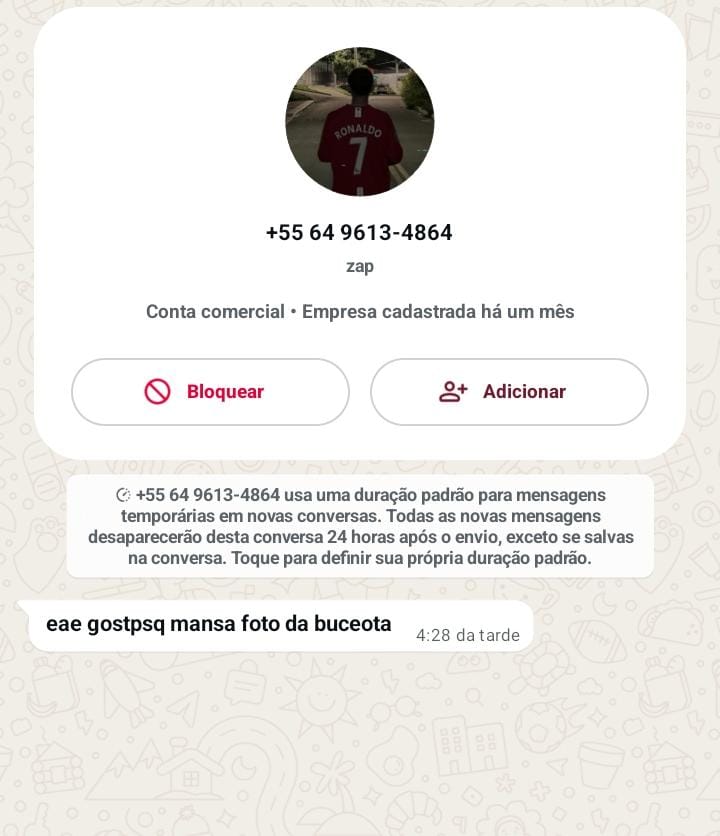 RONALDO
7
+55 64 9613-4864
zap
Conta comercial • Empresa cadastrada há um mês
Bloquear
Adicionar
+55 64 9613-4864 usa uma duração padrão para mensagens
temporárias em novas conversas. Todas as novas mensagens
desaparecerão desta conversa 24 horas após o envio, exceto se salvas
na conversa. Toque para definir sua própria duração padrão.
eae gostpsq mansa foto da buceota
4:28 da tarde